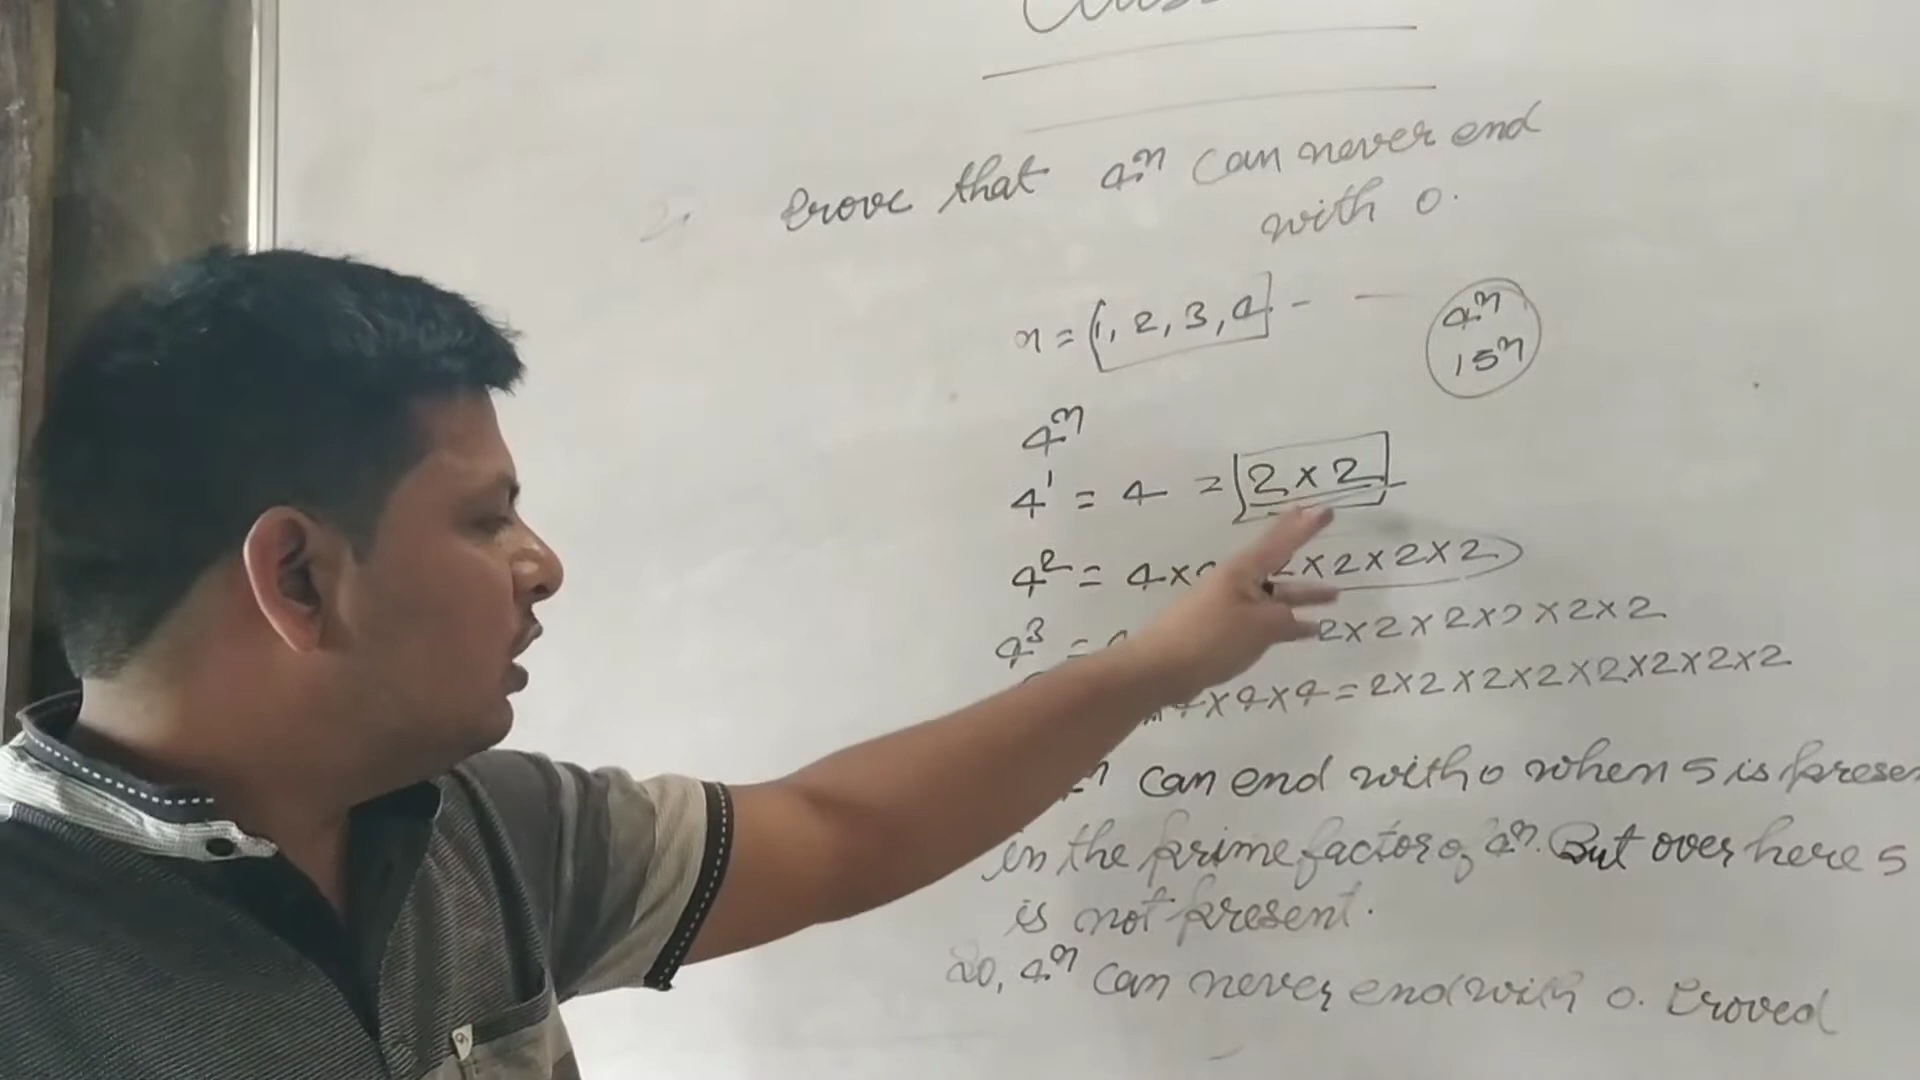 2. Prove that 4ⁿ can never end
with 0.
n = [1, 2, 3, 4] - -
4ⁿ
15ⁿ
4ⁿ
4¹ = 4 = 2 × 2
4² = 4 × 2 × 2 × 2 × 2
4³ = 2 × 2 × 2 × 2 × 2 × 2
4 × 4 × 4 = 2 × 2 × 2 × 2 × 2 × 2 × 2 × 2
can end with 0 when 5 is
in the prime factor of 4ⁿ. But over here 5
is not present.
So, 4ⁿ can never end with 0. Proved